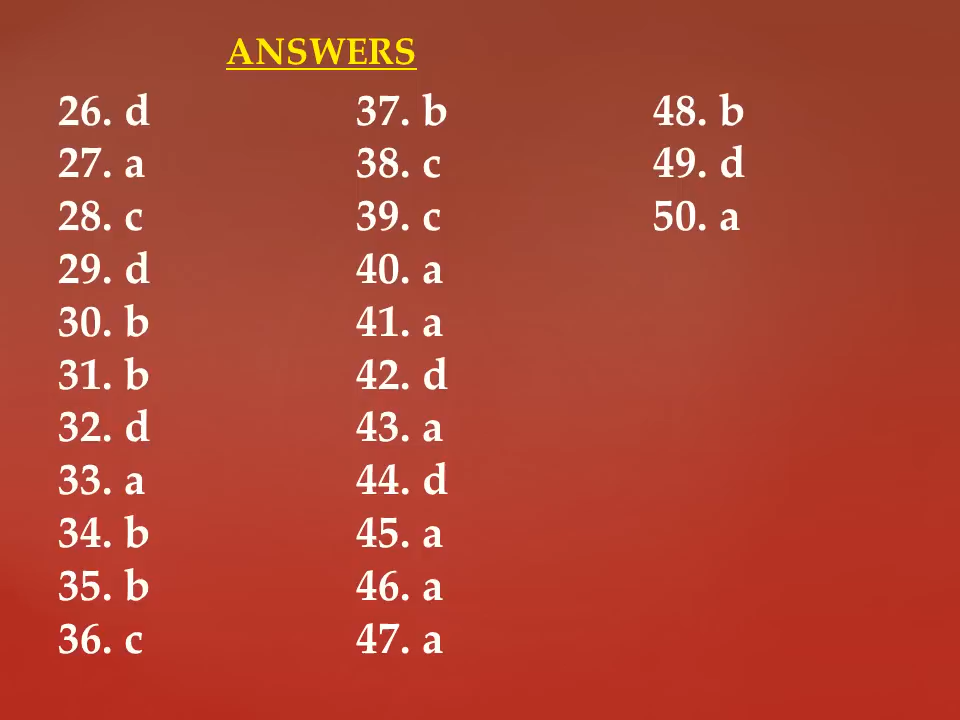 ANSWERS
26. d
27. a
28. c
29. d
30. b
31. b
32. d
33. a
34. b
35. b
36. c
37. b
38. c
39. c
40. a
41. a
42. d
43. a
44. d
45. a
46. a
47. a
48. b
49. d
50. a